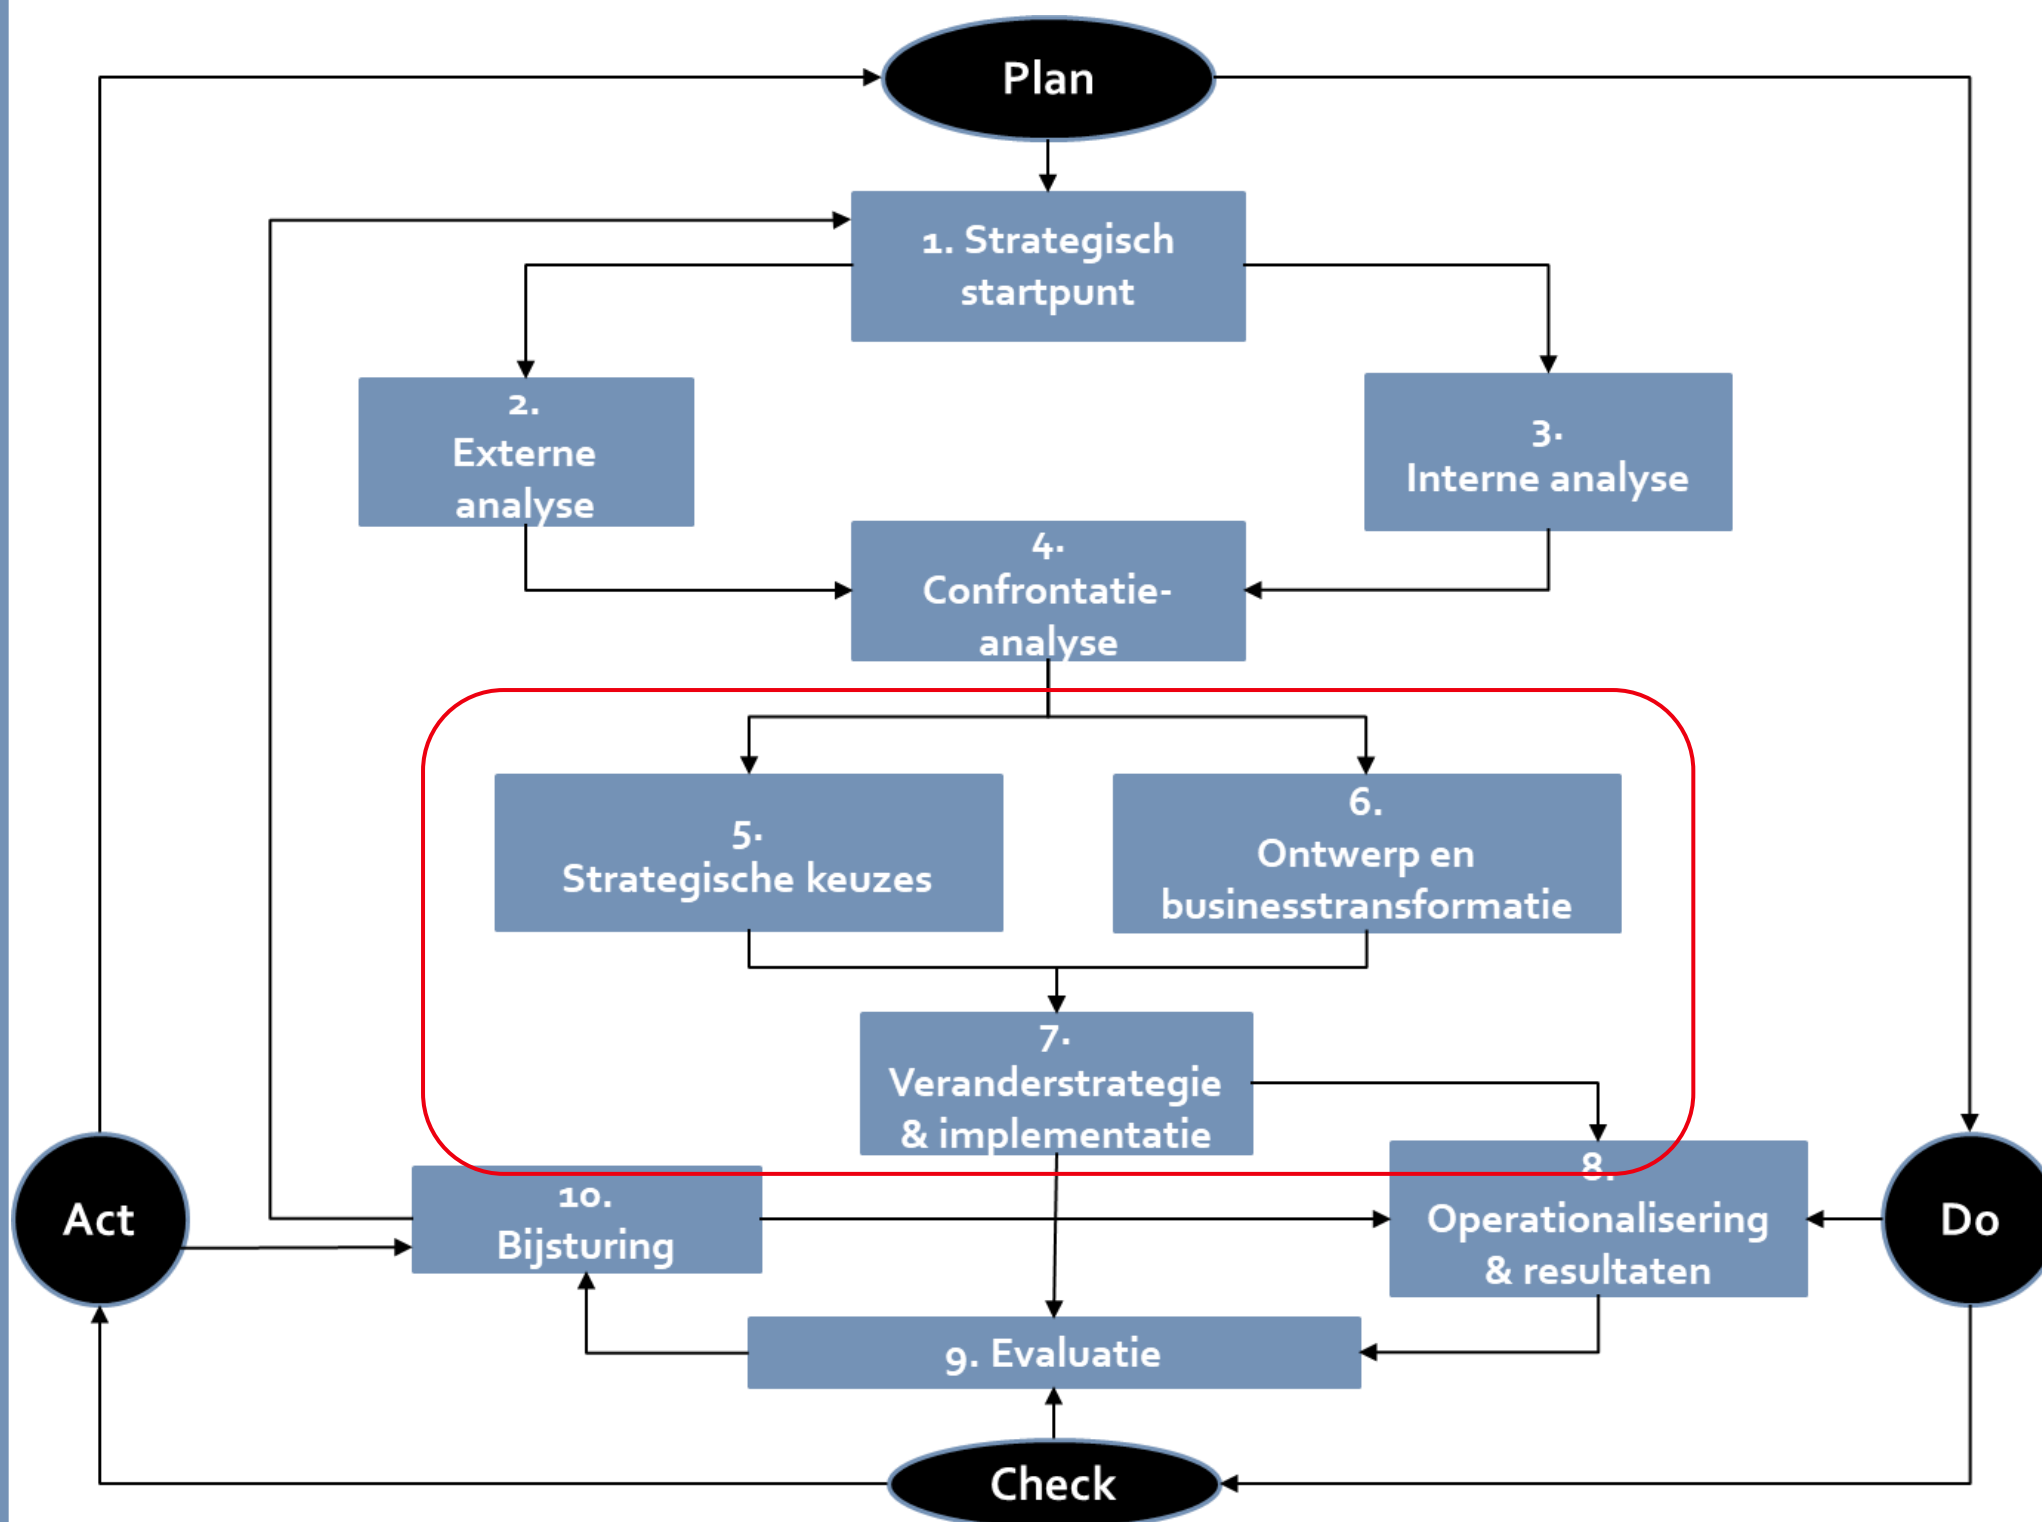 Plan
1. Strategisch
startpunt
2.
Externe
analyse
3.
Interne analyse
4.
Confrontatie-
analyse
5.
Strategische keuzes
6.
Ontwerp en
businesstransformatie
7.
Veranderstrategie
& implementatie
8.
Operationalisering
& resultaten
Do
Act
10.
Bijsturing
9. Evaluatie
Check